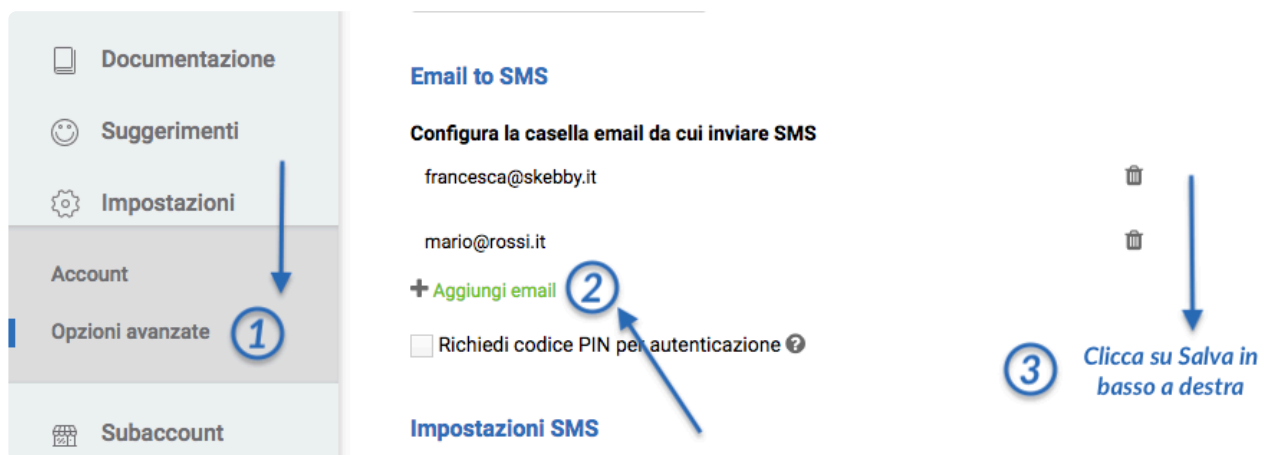 Documentazione
Suggerimenti
Impostazioni
Account
Opzioni avanzate
1
Subaccount
Email to SMS
Configura la casella email da cui inviare SMS
francesca@skebby.it
mario@rossi.it
+ Aggiungi email
2
Richiedi codice PIN per autenticazione ?
3
Clicca su Salva in
basso a destra
Impostazioni SMS